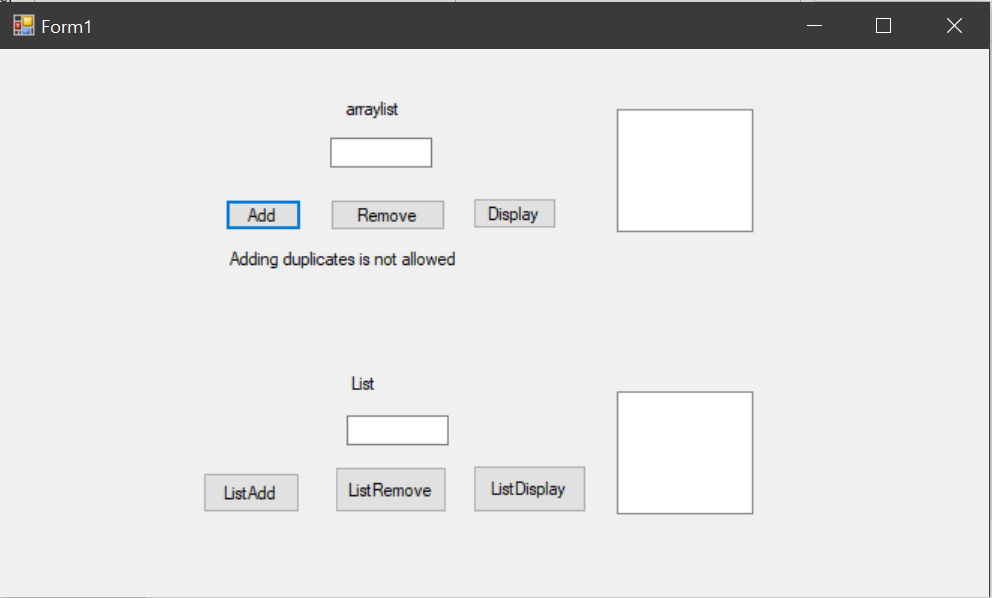 Form1
arraylist
Add Remove Display
Adding duplicates is not allowed
List
ListAdd ListRemove ListDisplay